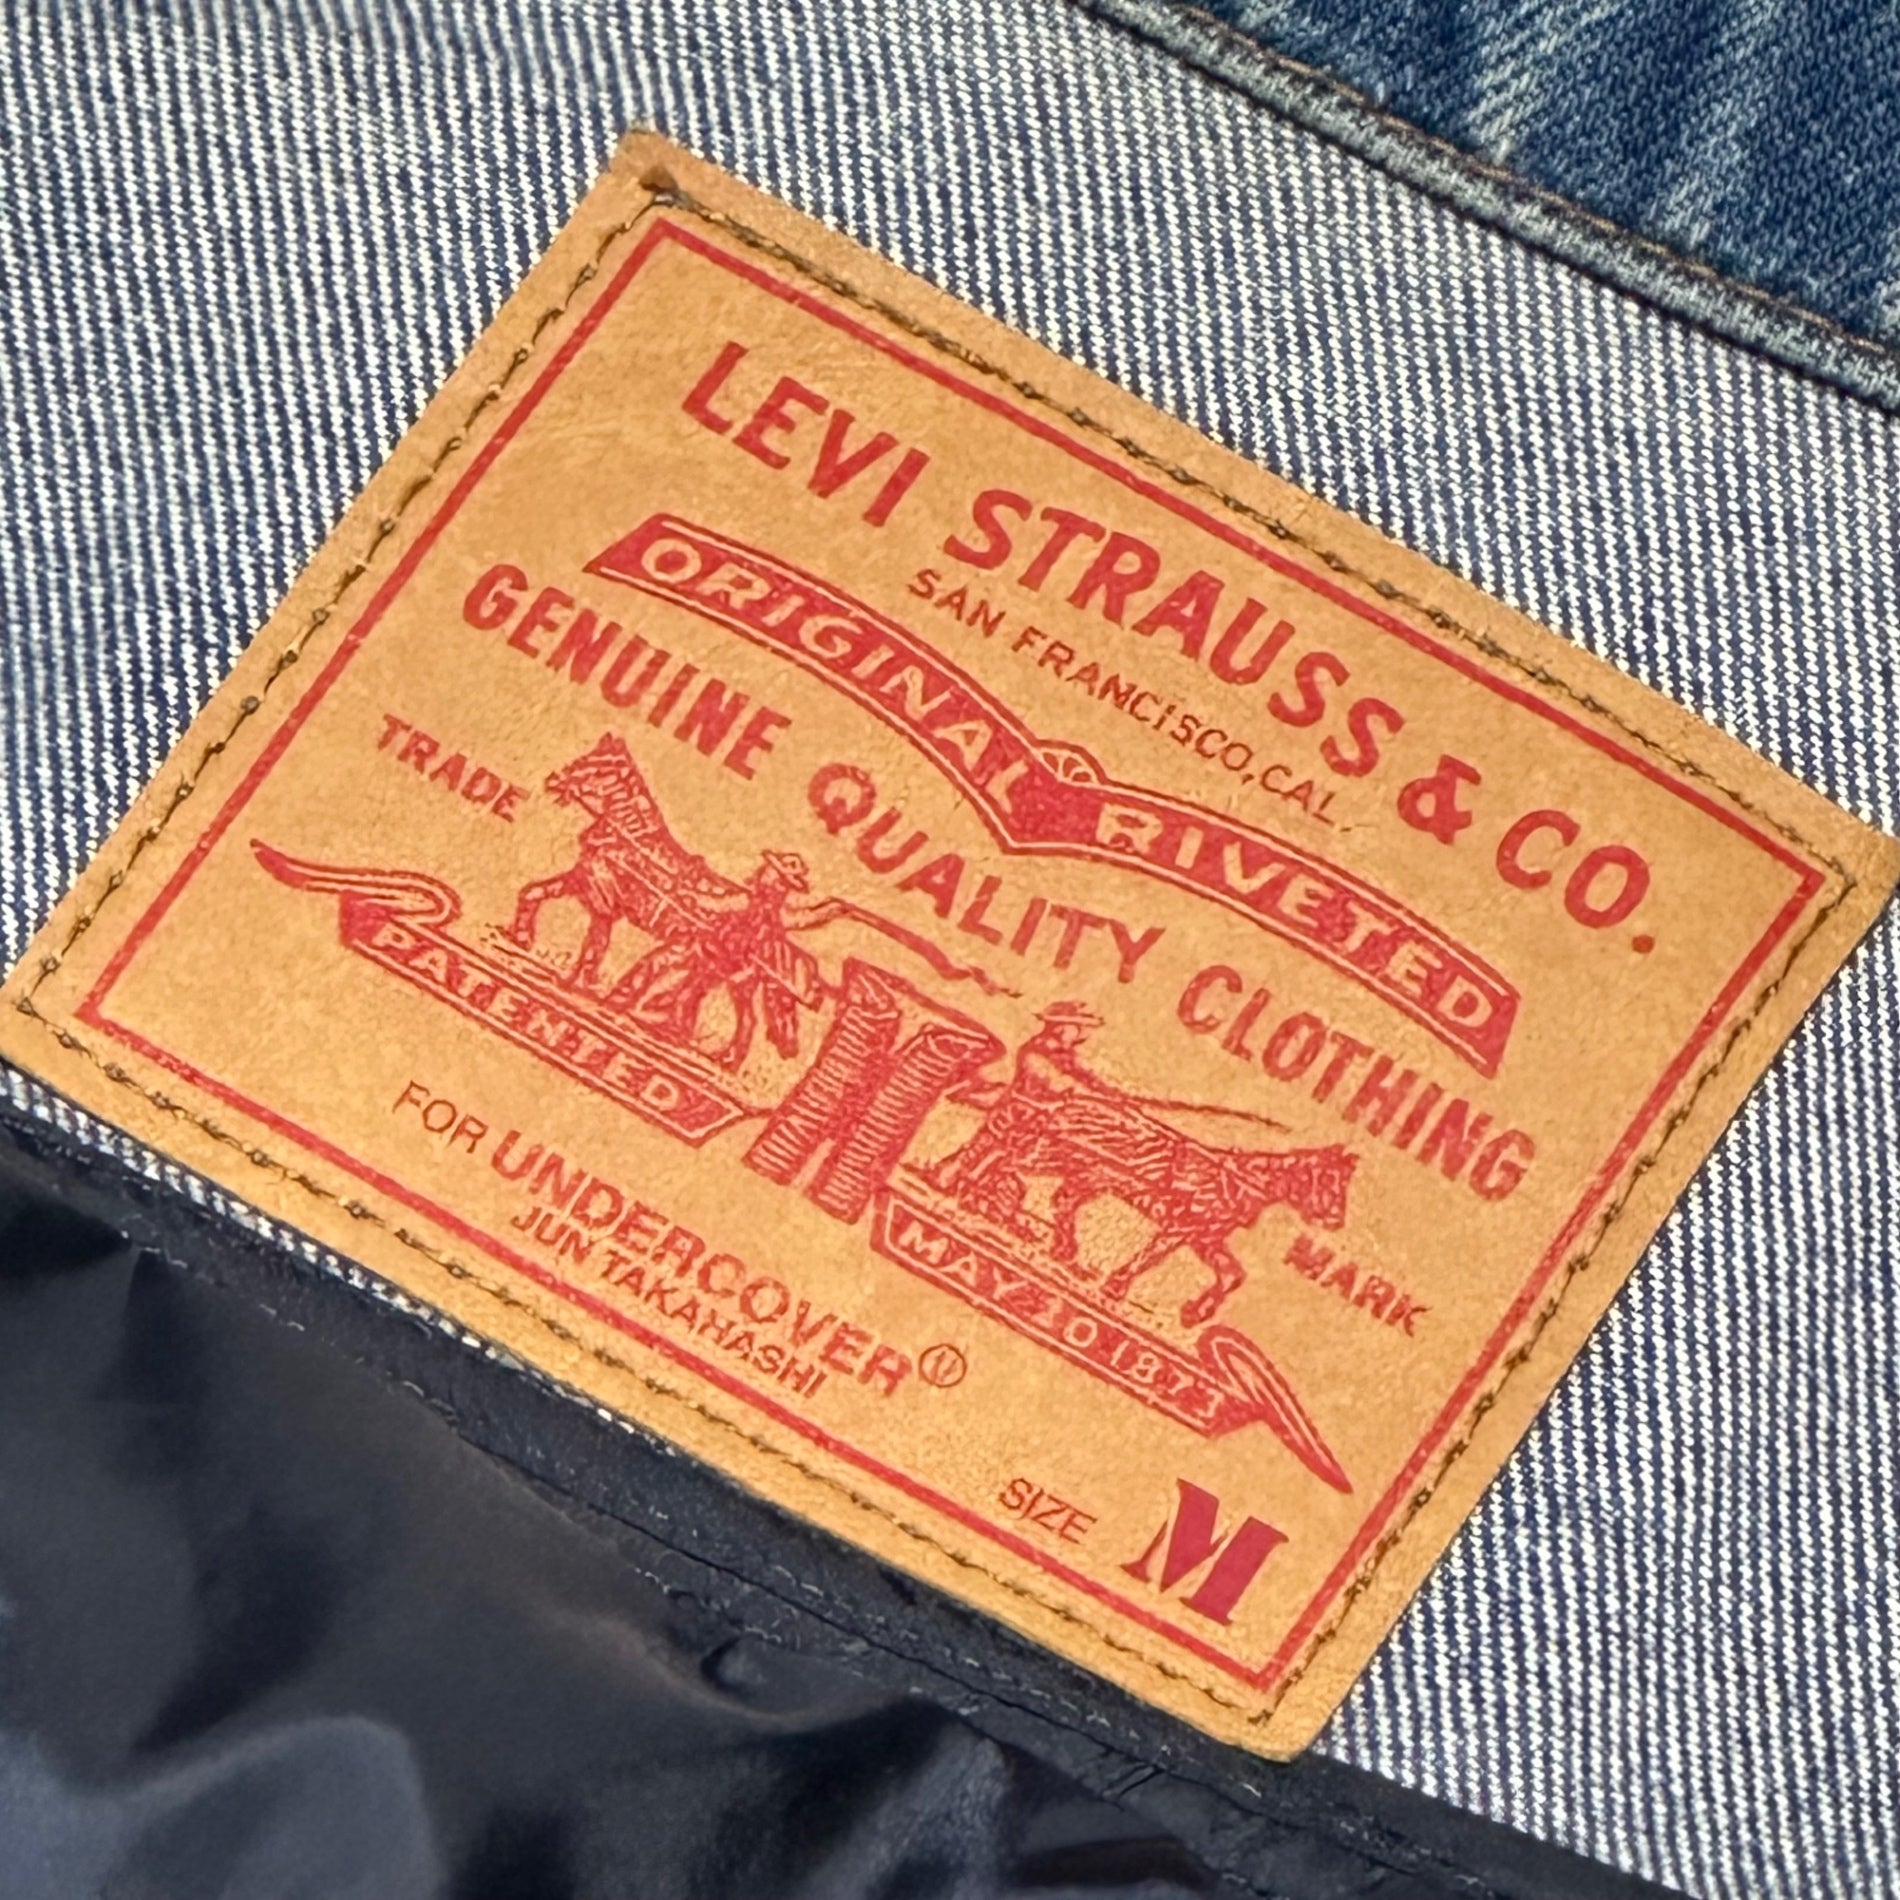 LEVI STRAUSS & CO.
SAN FRANCISCO, CAL.
ORIGINAL RIVETED
GENUINE QUALITY CLOTHING
TRADE MARK
PATENTED MAY 20 1873
FOR UNDERCOVER Ⓤ
JUN TAKAHASHI
SIZE M